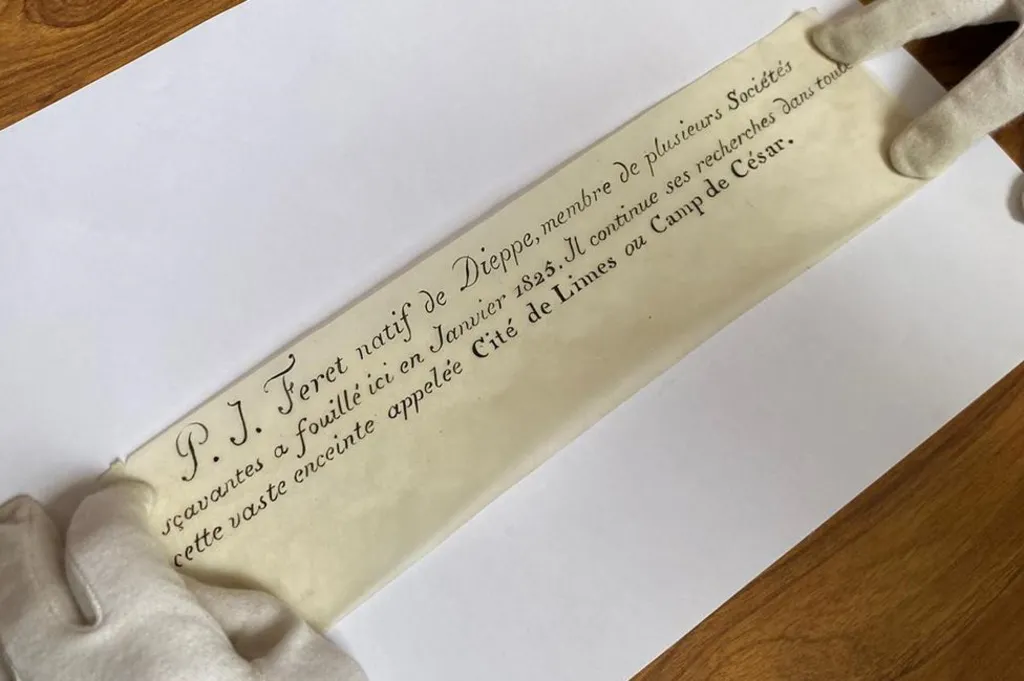 P. J. Feret natif de Dieppe, membre de plusieurs Sociétés
sçavantes a fouillé ici en Janvier 1825. Il continue ses recherches dans toute
cette vaste enceinte appelée Cité de Limes ou Camp de César.